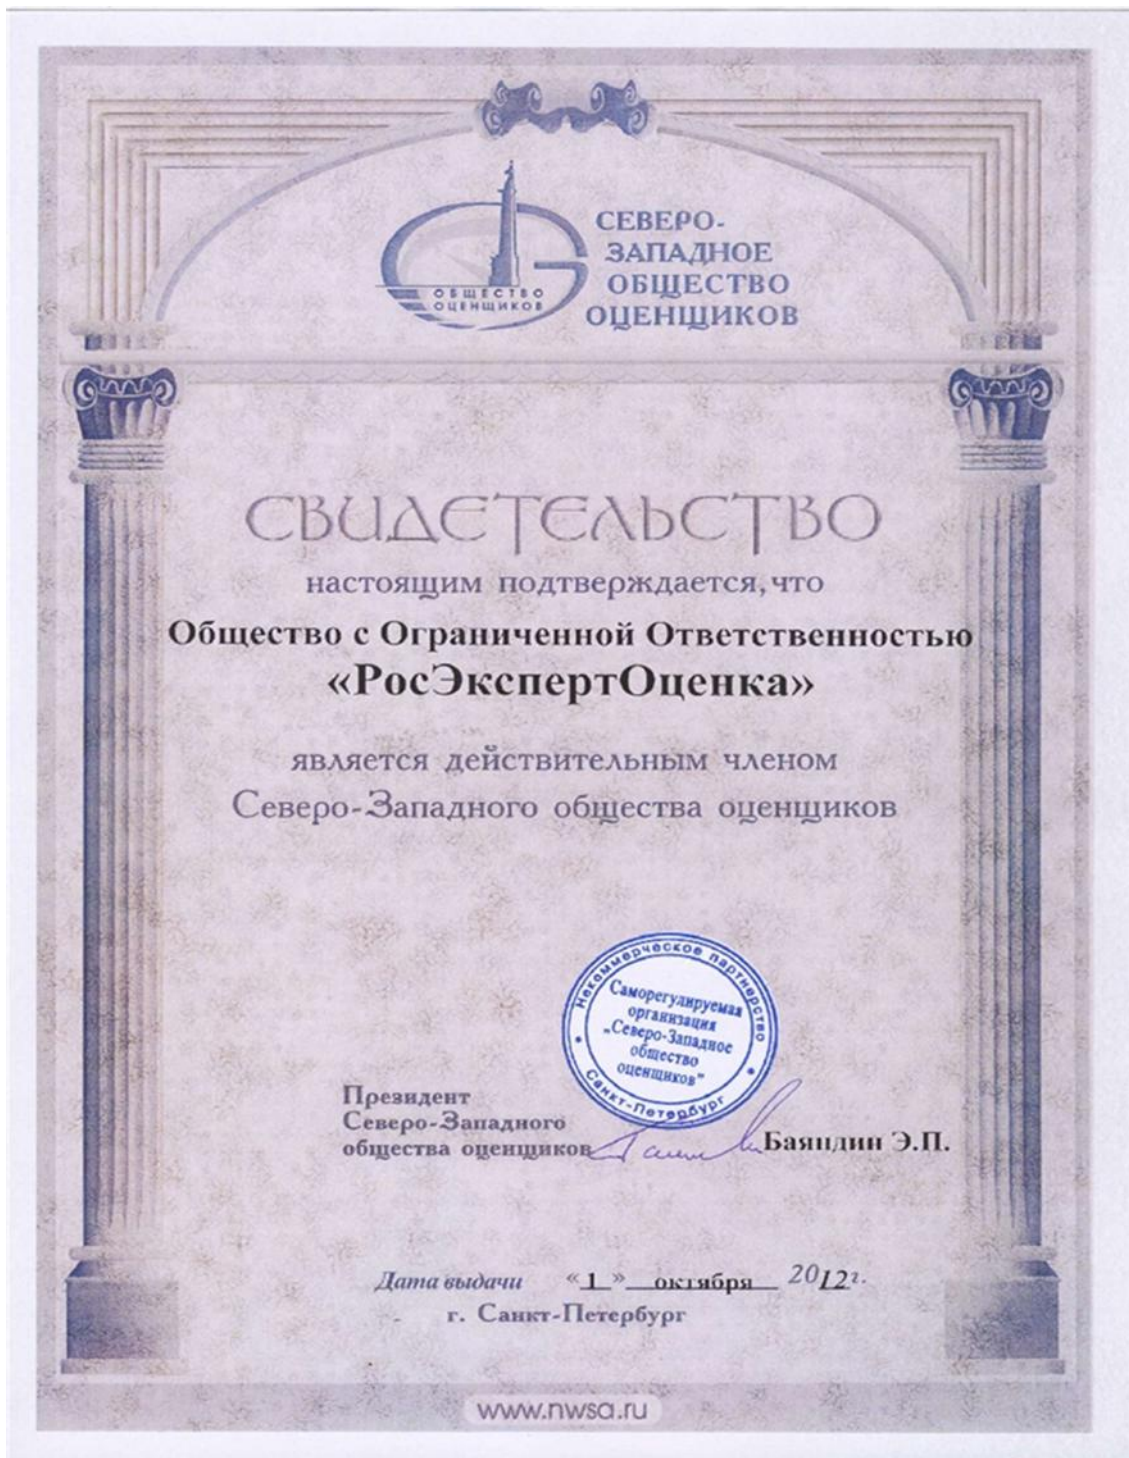 СЕВЕРО-
ЗАПАДНОЕ
ОБЩЕСТВО
ОЦЕНЩИКОВ
ОБЩЕСТВО
ОЦЕНЩИКОВ
СВИДЕТЕЛЬСТВО
настоящим подтверждается, что
Общество с Ограниченной Ответственностью
«РосЭкспертОценка»
является действительным членом
Северо-Западного общества оценщиков
Некоммерческое партнерство
Саморегулируемая
организация
„Северо-Западное
общество
оценщиков"
Санкт-Петербург
Президент
Северо-Западного
общества оценщиков
Баяндин Э.П.
Дата выдачи «1» октября 2012г.
г. Санкт-Петербург
www.nwsa.ru